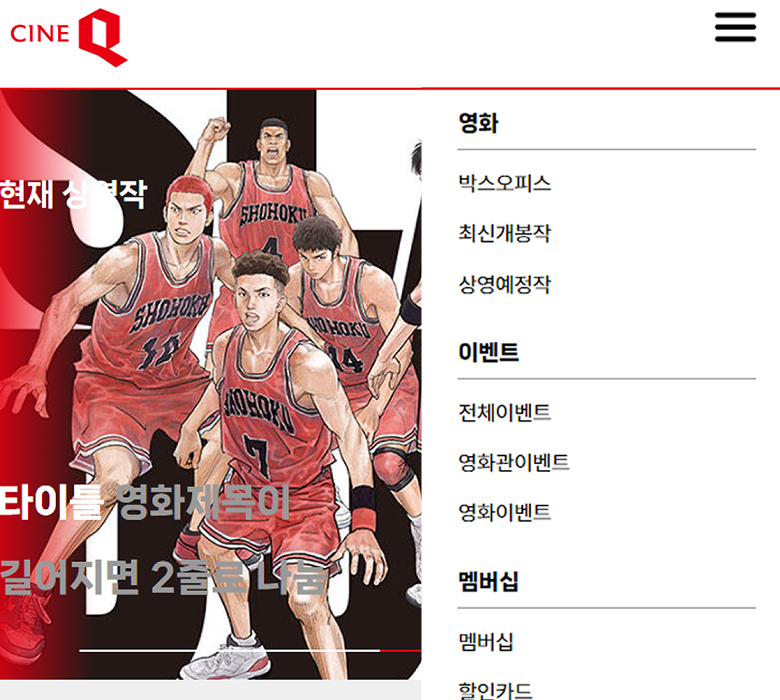 CINE Q
현재 상영작
SHOHOKU
4
SHOHOKU
10
SHOHOKU
14
SHOHOKU
7
타이틀 영화제목이
길어지면 2줄로 나눔
영화
박스오피스
최신개봉작
상영예정작
이벤트
전체이벤트
영화관이벤트
영화이벤트
멤버십
멤버십
할인카드